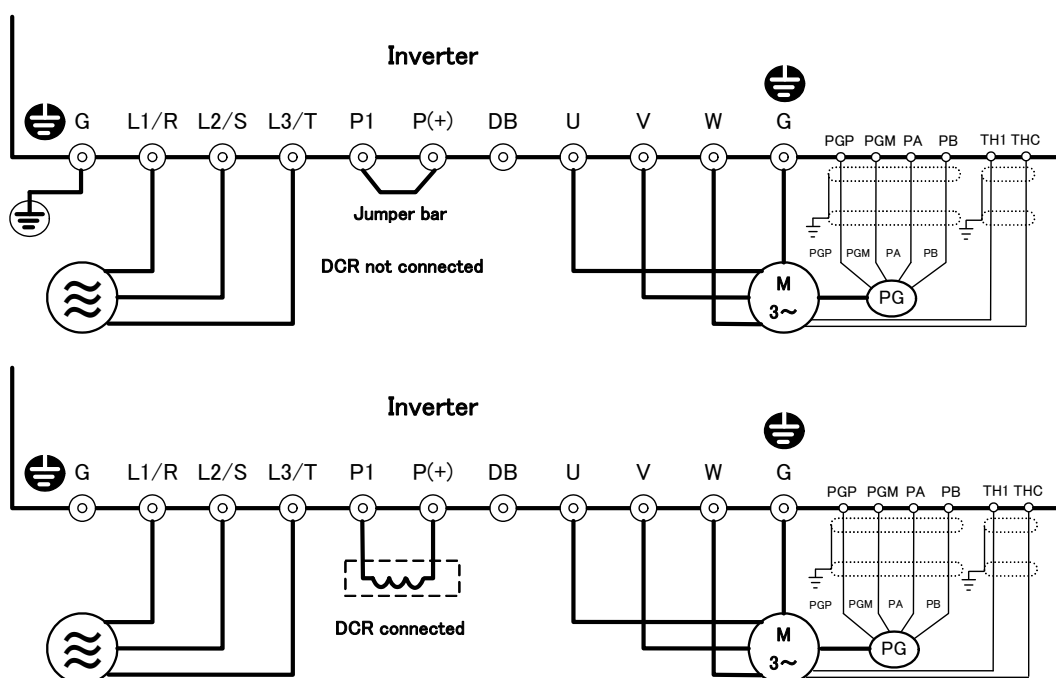 Inverter
G L1/R L2/S L3/T P1 P(+) DB U V W G
PGP PGM PA PB TH1 THC
Jumper bar
PGP PGM PA PB
DCR not connected
M
3~
PG
Inverter
G L1/R L2/S L3/T P1 P(+) DB U V W G
PGP PGM PA PB TH1 THC
PGP PGM PA PB
DCR connected
M
3~
PG